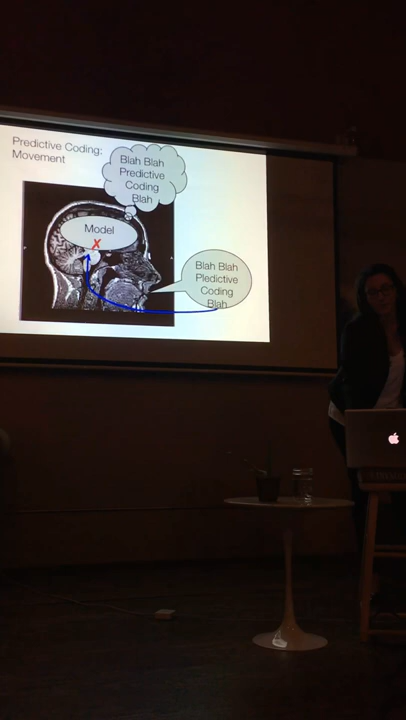 Predictive Coding:
Movement
Blah Blah
Predictive
Coding
Blah
Model
x
Blah Blah
Pledictive
Coding
Blah